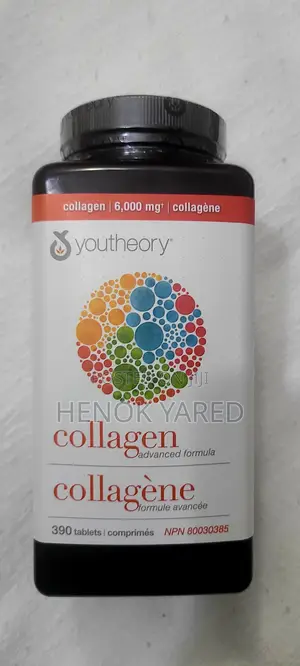 collagen | 6,000 mg† | collagène
youtheory®
HENOK YARED
collagen
advanced formula
collagène
formule avancée
390 tablets | comprimés NPN 80030385